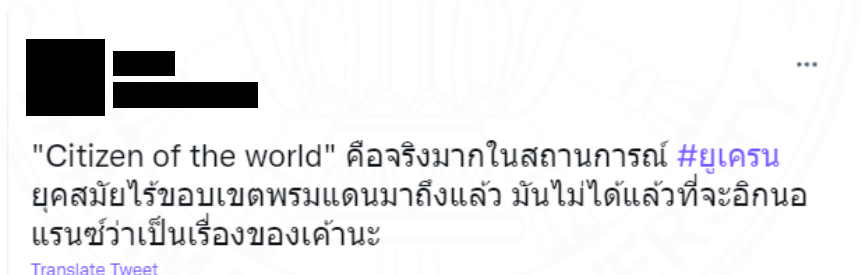 "Citizen of the world" คือจริงมากในสถานการณ์ #ยูเครน
ยุคสมัยไร้ขอบเขตพรมแดนมาถึงแล้ว มันไม่ได้แล้วที่จะอิกนอ
แรนซ์ว่าเป็นเรื่องของเค้านะ
Translate Tweet